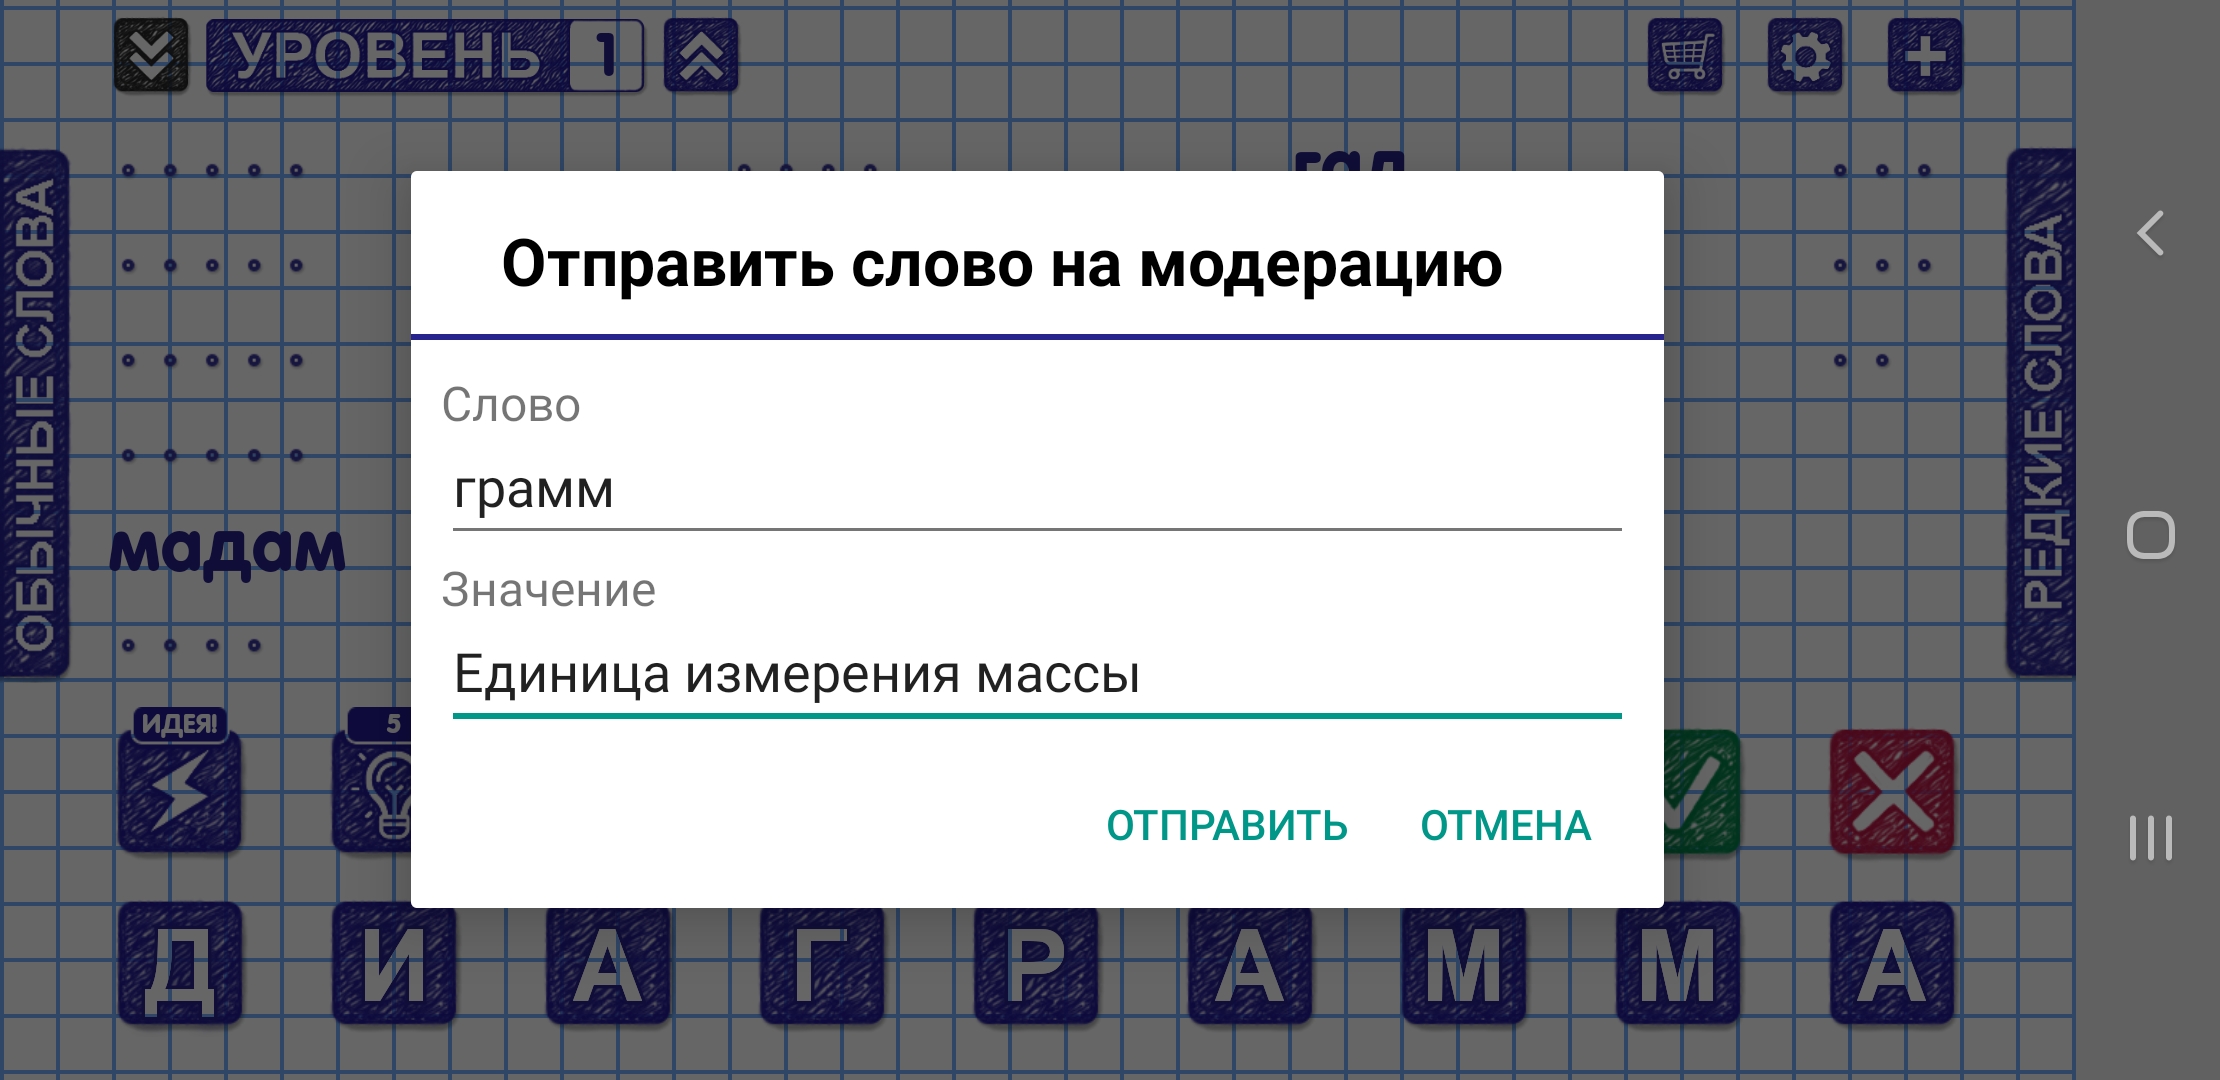 УРОВЕНЬ 1
гад
ОБЫЧНЫЕ СЛОВА
РЕДКИЕ СЛОВА
Отправить слово на модерацию
Слово
грамм
Значение
Единица измерения массы
ОТПРАВИТЬ ОТМЕНА
мадам
ИДЕЯ! 5
Д И А Г Р А М М А